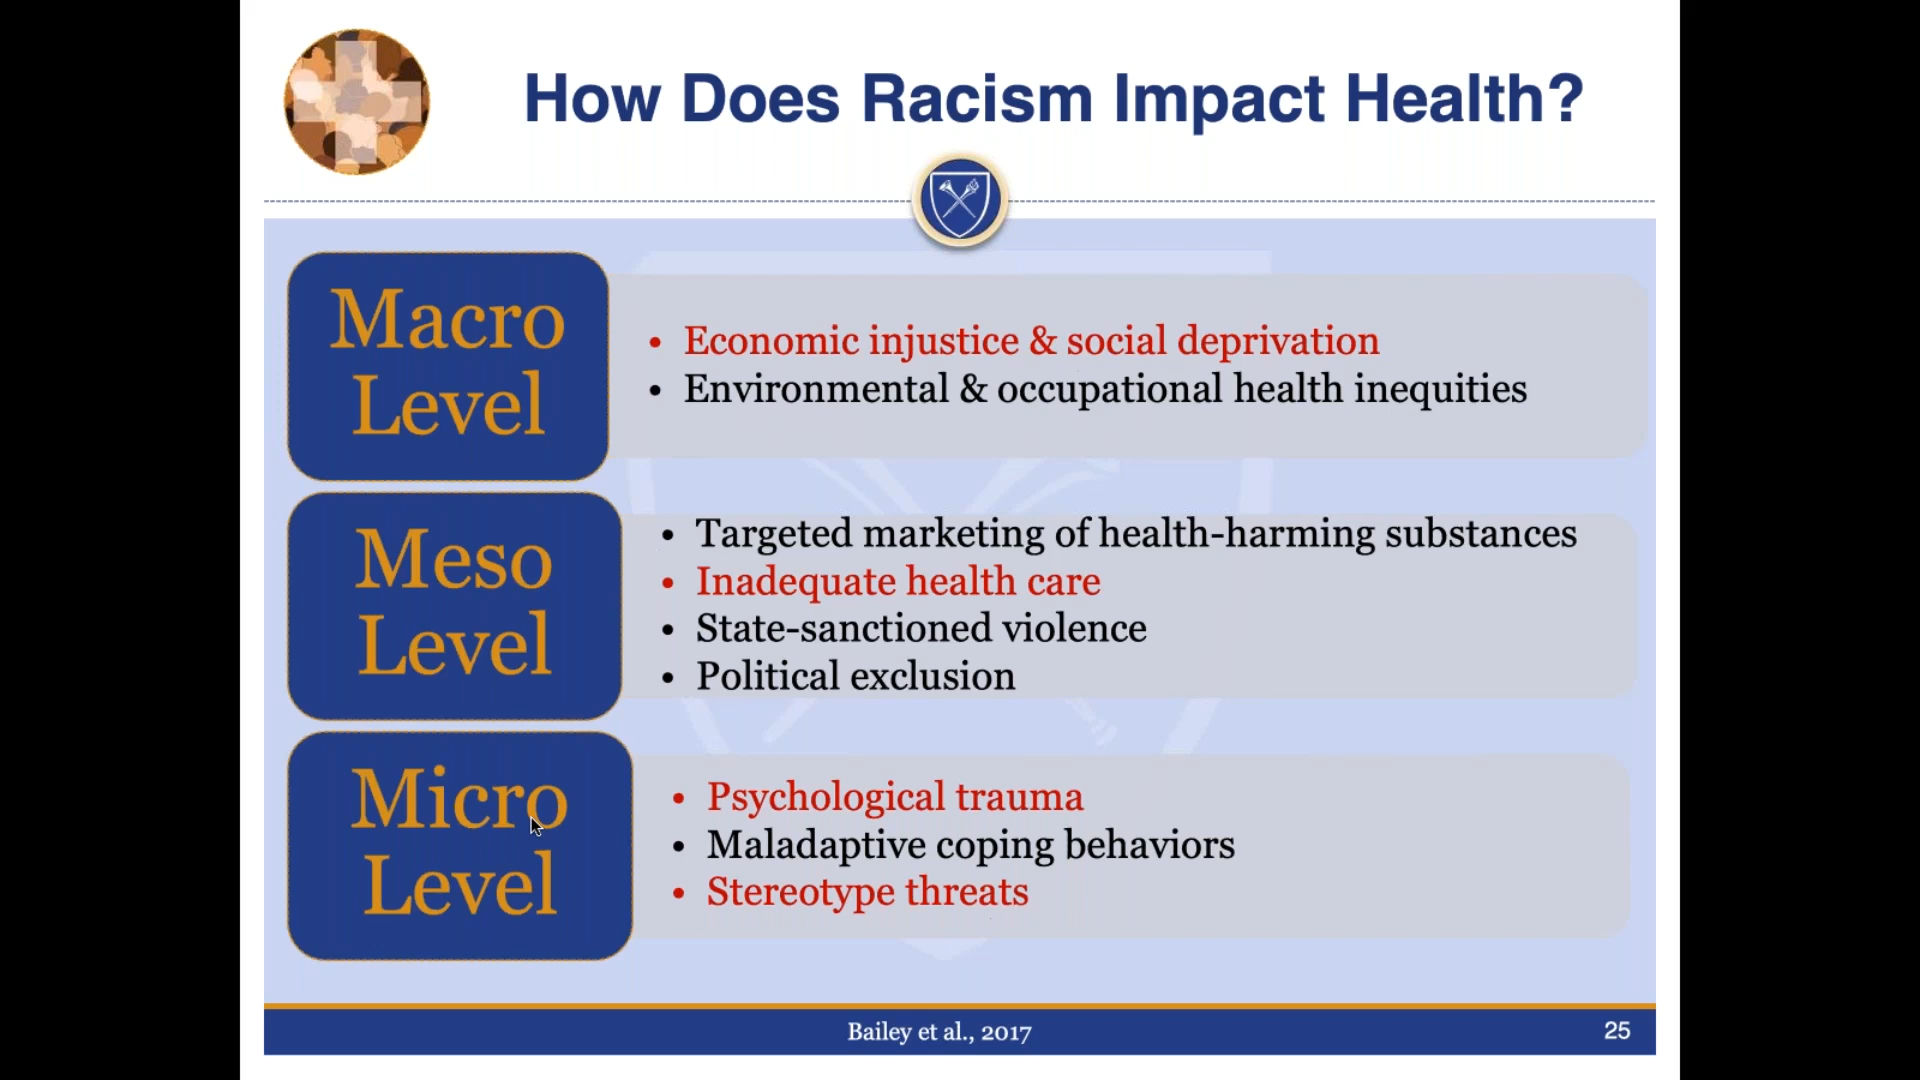 How Does Racism Impact Health?
Macro
Level
• Economic injustice & social deprivation
• Environmental & occupational health inequities
Meso
Level
• Targeted marketing of health-harming substances
• Inadequate health care
• State-sanctioned violence
• Political exclusion
Micro
Level
• Psychological trauma
• Maladaptive coping behaviors
• Stereotype threats
Bailey et al., 2017
25